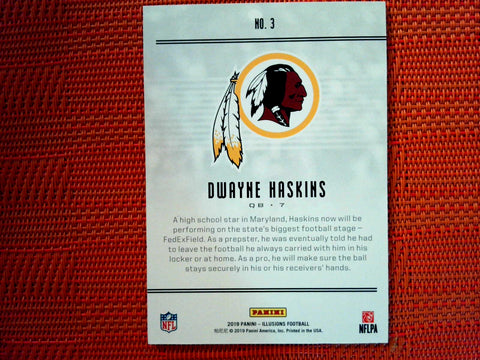 NO. 3
DWAYNE HASKINS
QB • 7
A high school star in Maryland, Haskins now will be
performing on the state's biggest football stage –
FedExField. As a prepster, he was eventually told he had
to leave the football he always carried with him in his
locker or at home. As a pro, he will make sure the ball
stays securely in his or his receivers' hands.
PANINI
NFL
2019 PANINI – ILLUSIONS FOOTBALL
© 2019 Panini America, Inc. Printed in the USA.
NFLPA